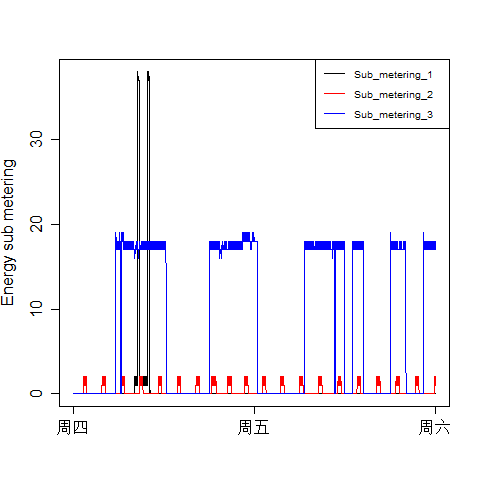 Sub_metering_1
Sub_metering_2
Sub_metering_3
Energy sub metering
30
20
10
0
周四 周五 周六